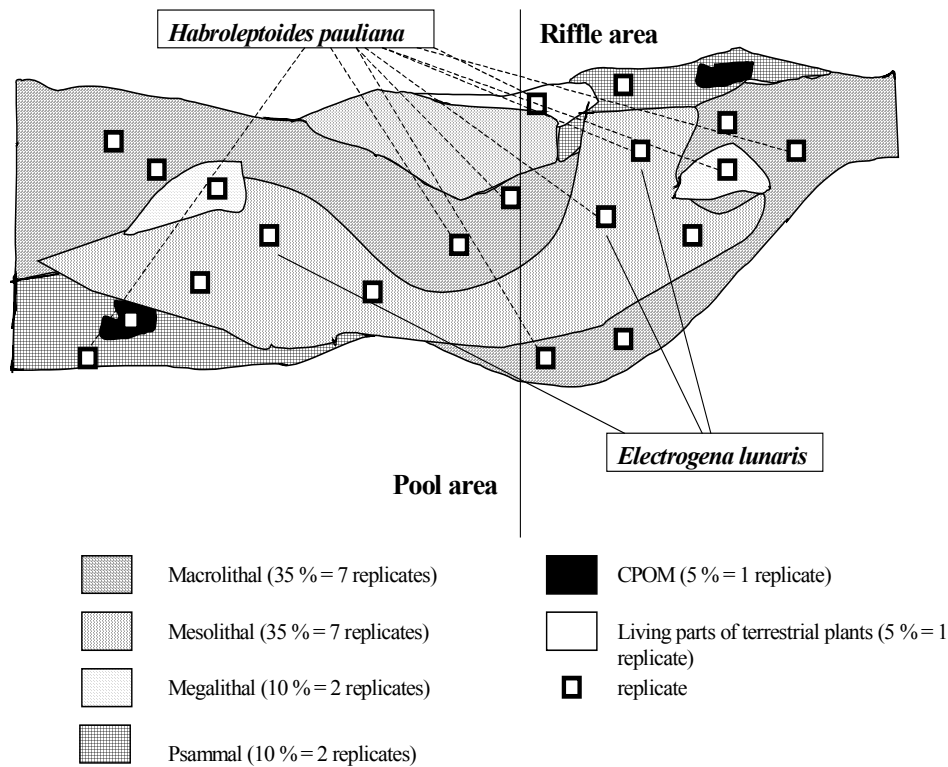 Habroleptoides pauliana
Riffle area
Electrogena lunaris
Pool area
Macrolithal (35 % = 7 replicates)
Mesolithal (35 % = 7 replicates)
Megalithal (10 % = 2 replicates)
Psammal (10 % = 2 replicates)
CPOM (5 % = 1 replicate)
Living parts of terrestrial plants (5 % = 1
replicate)
replicate